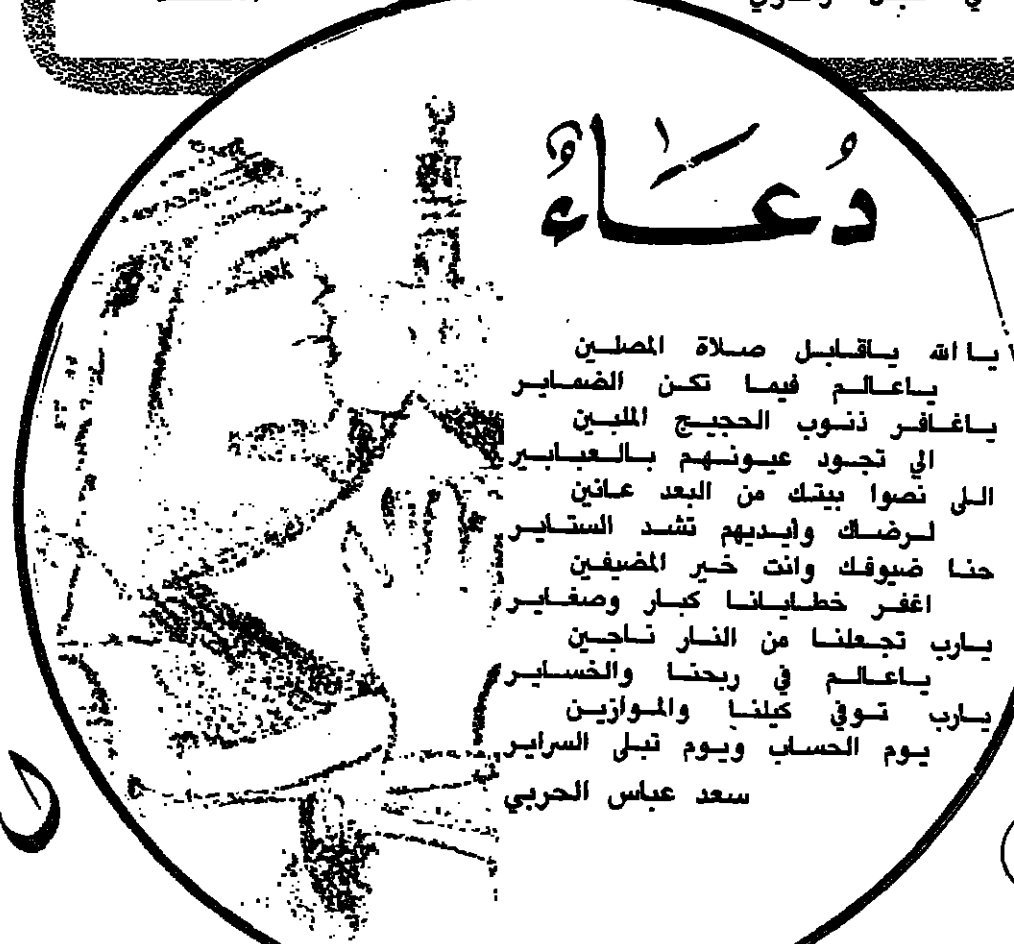 دُعَاءٌ
يا الله ياقابل صلاة المصلين
ياعالم فيما تكن الضماير
ياغافر ذنوب الحجيج الملبين
الي تجود عيونهم بالعبابير
اللى نصوا بيتك من البعد عانين
لرضاك وايديهم تشد الستاير
حنا ضيوفك وانت خير المضيفين
اغفر خطايانا كبار وصغاير
يارب تجعلنا من النار ناجين
ياعالم في ربحنا والخساير
يارب توفي كيلنا والموازين
يوم الحساب ويوم تبلى السراير
سعد عباس الحربي